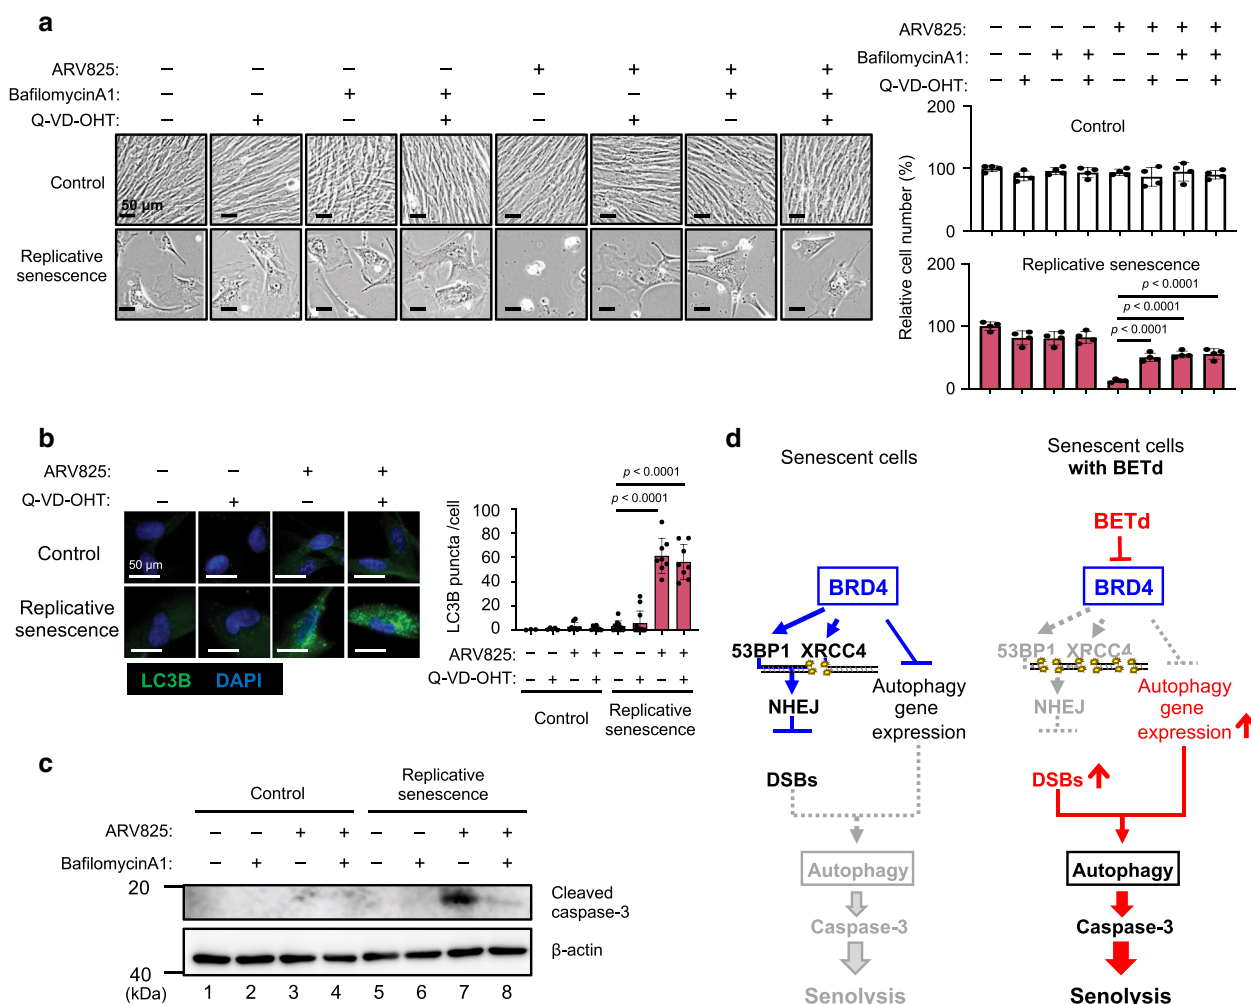 a
ARV825: – – – – + + + +
BafilomycinA1: – – + + – – + +
Q-VD-OHT: – + – + – + – +
Control
50 µm
Replicative
senescence
ARV825: – – – – + + + +
BafilomycinA1: – – + + – – + +
Q-VD-OHT: – + – + – + – +
Relative cell number (%)
200
100
0
Control
200
100
0
Replicative senescence
p < 0.0001
p < 0.0001
p < 0.0001
b
ARV825: – – + +
Q-VD-OHT: – + – +
Control
50 µm
Replicative
senescence
LC3B DAPI
LC3B puncta /cell
100
80
60
40
20
0
p < 0.0001
p < 0.0001
ARV825: – – + + – – + +
Q-VD-OHT: – + – + – + – +
Control
Replicative
senescence
c
Control
Replicative
senescence
ARV825: – – + + – – + +
BafilomycinA1: – + – + – + – +
20
Cleaved
caspase-3
β-actin
40
(kDa)
1 2 3 4 5 6 7 8
d
Senescent cells
BRD4
53BP1 XRCC4
NHEJ
Autophagy
gene
expression
DSBs
Autophagy
Caspase-3
Senolysis
Senescent cells
with BETd
BETd
BRD4
53BP1 XRCC4
NHEJ
Autophagy
gene
expression
DSBs
Autophagy
Caspase-3
Senolysis